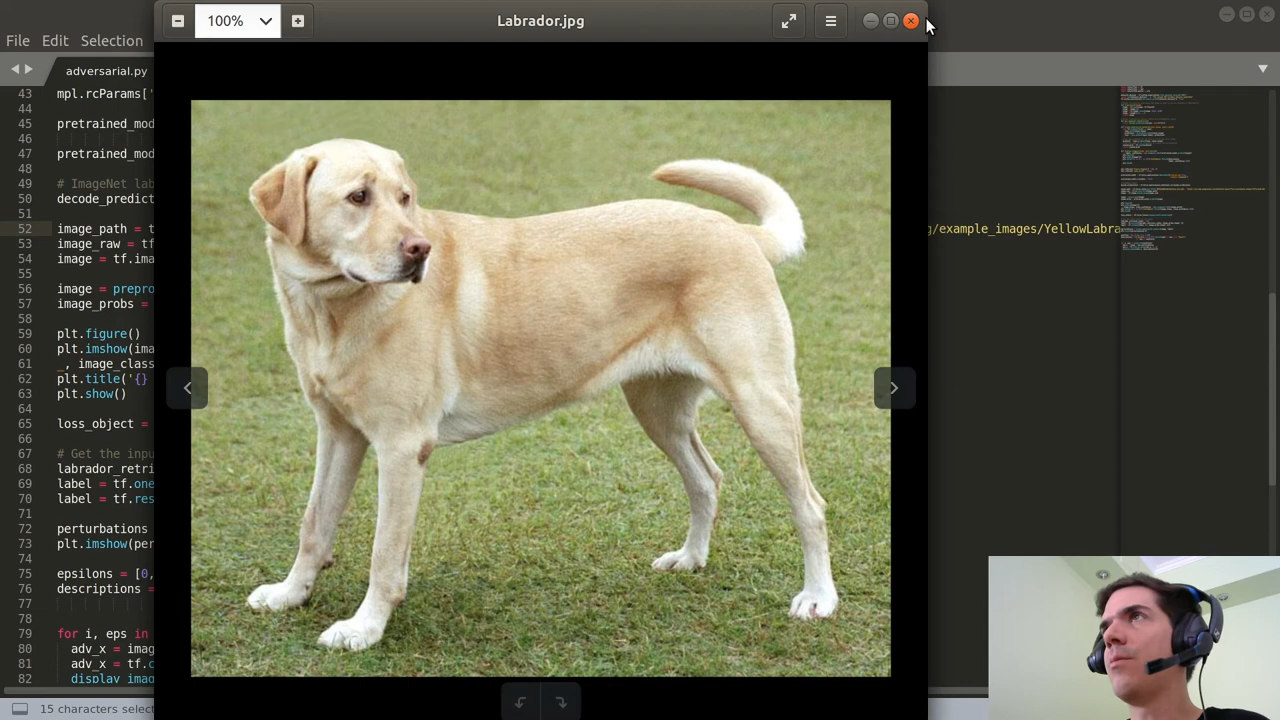 100%
Labrador.jpg
File Edit Selection
adversarial.py
43 mpl.rcParams['
44
pretrained_mod
47 pretrained_mod
49 # ImageNet lab
50 decode_predict
51
im
n = t
53 image_raw = tf
54 image = tf.ima
55
56 image = prepro
57 image_probs =
58
59 plt.figure()
60 plt.imshow(ima
61 _, image_class
62 plt.title('{}
63 plt.show()
64
65 loss_object =
66
67 # Get the inpu
68 labrador_retri
69 label = tf.one
70 label = tf.res
71
72 perturbations
73 plt.imshow(per
74
75 epsilons = [0,
76 descriptions =
77
78
79 for i, eps in
80 adv_x = imag
81 adv_x = tf.c
82 display_imag
g/example_images/YellowLabra
15 characters select